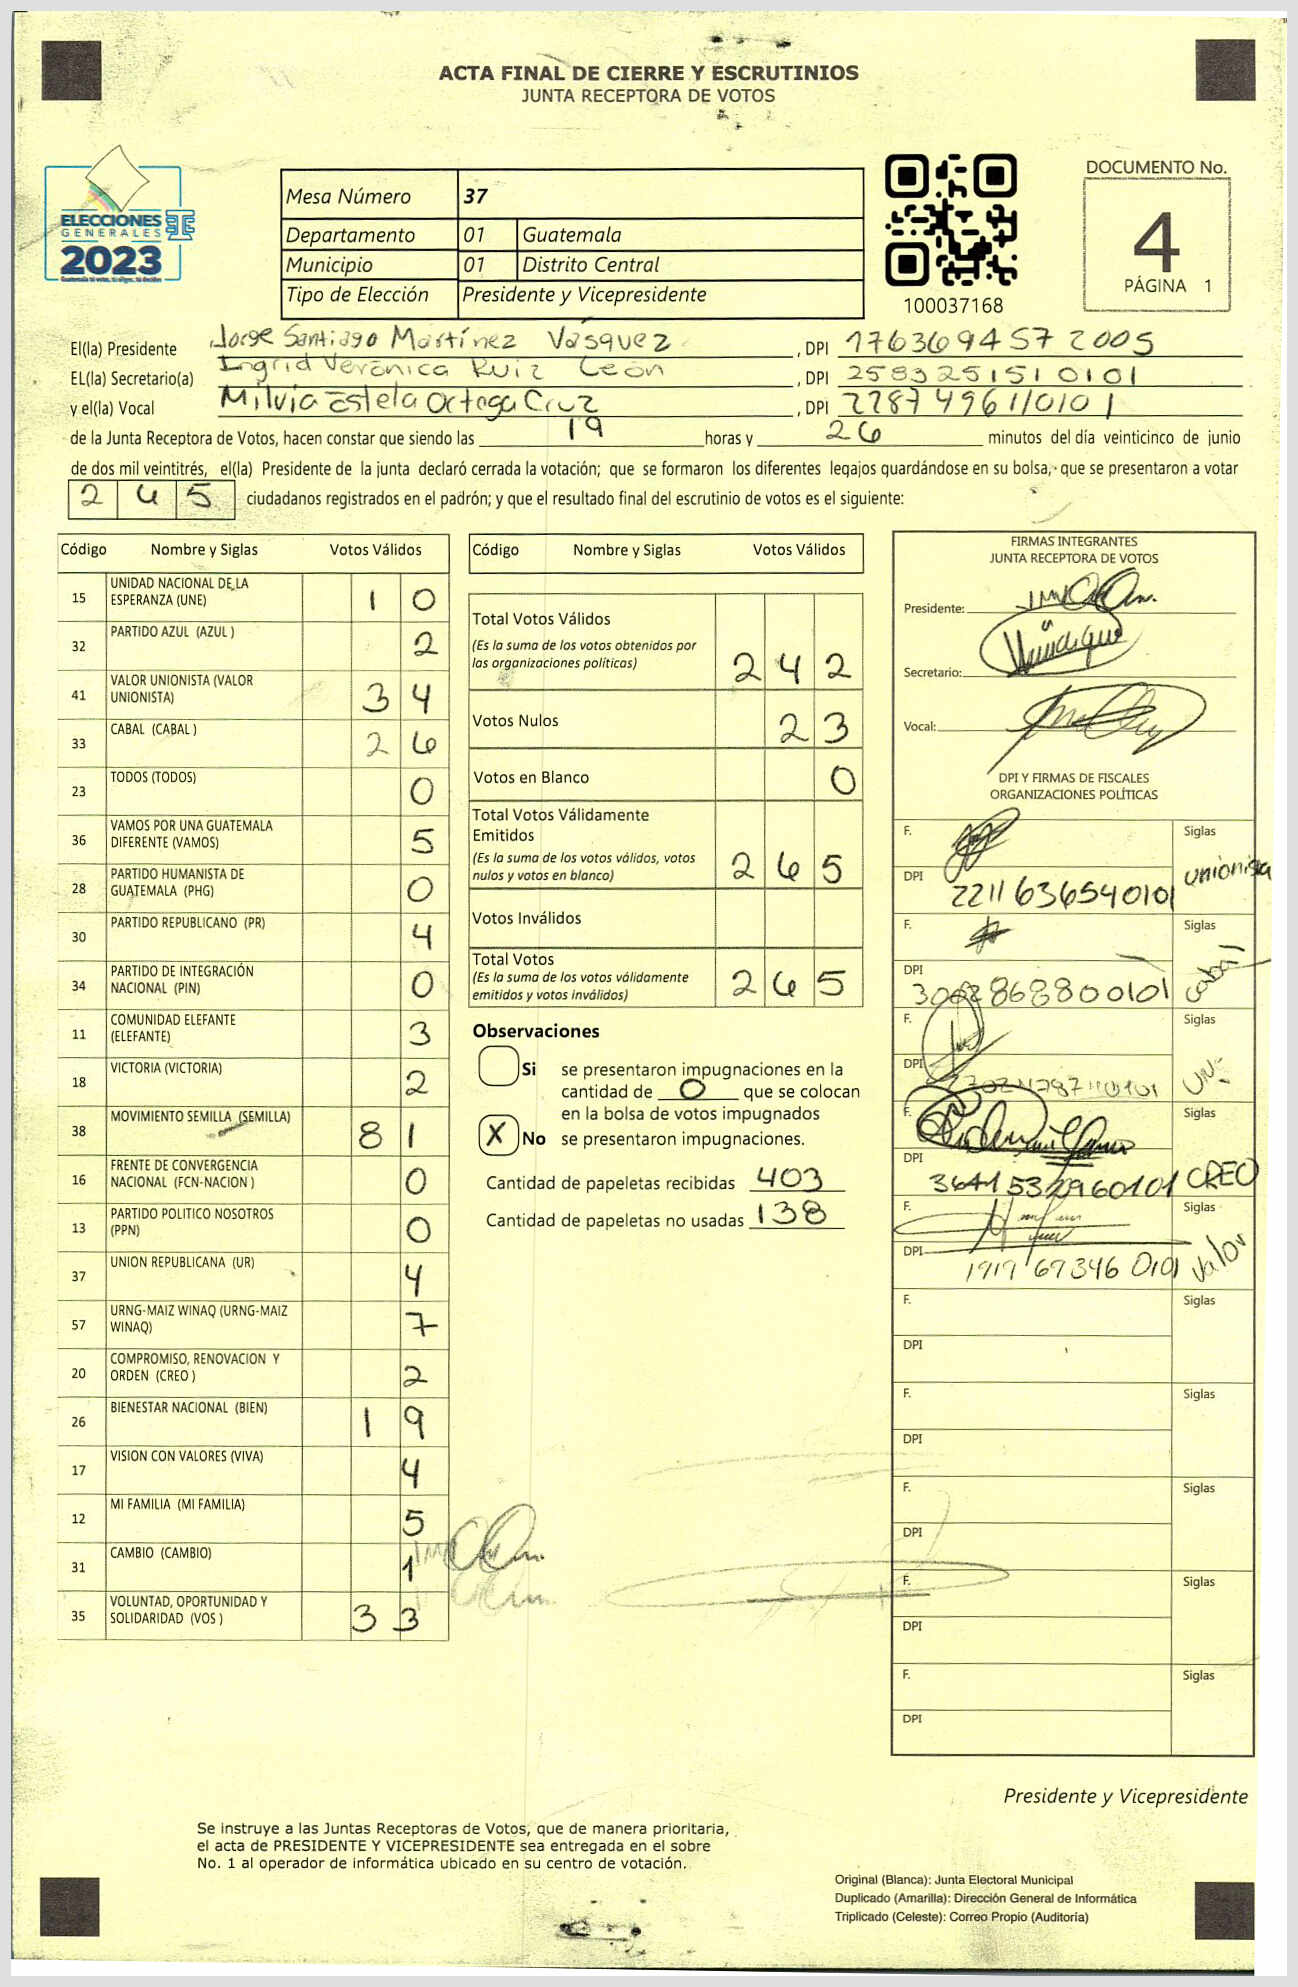 ACTA FINAL DE CIERRE Y ESCRUTINIOS
JUNTA RECEPTORA DE VOTOS
ELECCIONES
GENERALES
2023
Mesa Número 37
Departamento 01 Guatemala
Municipio 01 Distrito Central
Tipo de Elección Presidente y Vicepresidente
100037168
DOCUMENTO No.
4
PÁGINA 1
El(la) Presidente Jorge Santiago Martínez Vásquez, DPI 1763694572005
EL(la) Secretario(a) Ingrid Verónica Ruiz León, DPI 2583251510101
y el(la) Vocal Milvia Estela Ortega Cruz, DPI 2287496110101
de la Junta Receptora de Votos, hacen constar que siendo las 19 horas y 26 minutos del día veinticinco de junio
de dos mil veintitrés, el(la) Presidente de la junta declaró cerrada la votación; que se formaron los diferentes legajos guardándose en su bolsa, que se presentaron a votar
245 ciudadanos registrados en el padrón; y que el resultado final del escrutinio de votos es el siguiente:
Código Nombre y Siglas Votos Válidos
15 UNIDAD NACIONAL DE LA ESPERANZA (UNE) 10
32 PARTIDO AZUL (AZUL ) 2
41 VALOR UNIONISTA (VALOR UNIONISTA) 34
33 CABAL (CABAL ) 26
23 TODOS (TODOS) 0
36 VAMOS POR UNA GUATEMALA DIFERENTE (VAMOS) 5
28 PARTIDO HUMANISTA DE GUATEMALA (PHG) 0
30 PARTIDO REPUBLICANO (PR) 4
34 PARTIDO DE INTEGRACIÓN NACIONAL (PIN) 0
11 COMUNIDAD ELEFANTE (ELEFANTE) 3
18 VICTORIA (VICTORIA) 2
38 MOVIMIENTO SEMILLA (SEMILLA) 81
16 FRENTE DE CONVERGENCIA NACIONAL (FCN-NACION ) 0
13 PARTIDO POLITICO NOSOTROS (PPN) 0
37 UNION REPUBLICANA (UR) 4
57 URNG-MAIZ WINAQ (URNG-MAIZ WINAQ) 7
20 COMPROMISO, RENOVACION Y ORDEN (CREO ) 2
26 BIENESTAR NACIONAL (BIEN) 19
17 VISION CON VALORES (VIVA) 4
12 MI FAMILIA (MI FAMILIA) 5
31 CAMBIO (CAMBIO) 1
35 VOLUNTAD, OPORTUNIDAD Y SOLIDARIDAD (VOS ) 33
Código Nombre y Siglas Votos Válidos
Total Votos Válidos
(Es la suma de los votos obtenidos por
las organizaciones políticas) 242
Votos Nulos 23
Votos en Blanco 0
Total Votos Válidamente
Emitidos
(Es la suma de los votos válidos, votos
nulos y votos en blanco) 265
Votos Inválidos
Total Votos
(Es la suma de los votos válidamente
emitidos y votos inválidos) 265
Observaciones
Si se presentaron impugnaciones en la
cantidad de 0 que se colocan
en la bolsa de votos impugnados
X No se presentaron impugnaciones.
Cantidad de papeletas recibidas 403
Cantidad de papeletas no usadas 138
FIRMAS INTEGRANTES
JUNTA RECEPTORA DE VOTOS
Presidente:
Secretario:
Vocal:
DPI Y FIRMAS DE FISCALES
ORGANIZACIONES POLÍTICAS
F. Siglas
DPI 2211636540101 unionista
F. Siglas
DPI 3002868800101 Cabal
F. Siglas
DPI UNE
F. Siglas
DPI 3641532960101 CREO
F. Siglas
DPI 1919673460101 Valor
F. Siglas
DPI
F. Siglas
DPI
F. Siglas
DPI
F. Siglas
DPI
F. Siglas
DPI
Presidente y Vicepresidente
Se instruye a las Juntas Receptoras de Votos, que de manera prioritaria,
el acta de PRESIDENTE Y VICEPRESIDENTE sea entregada en el sobre
No. 1 al operador de informática ubicado en su centro de votación.
Original (Blanca): Junta Electoral Municipal
Duplicado (Amarilla): Dirección General de Informática
Triplicado (Celeste): Correo Propio (Auditoría)